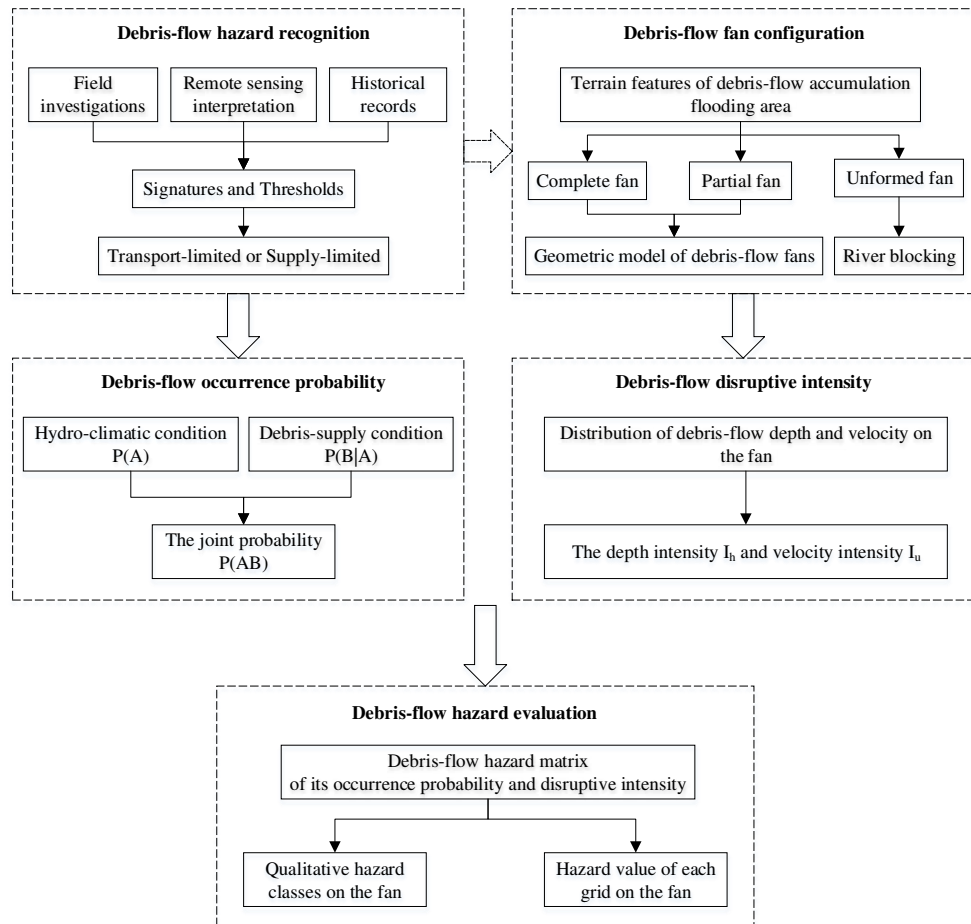 Debris-flow hazard recognition
Field
investigations
Remote sensing
interpretation
Historical
records
Signatures and Thresholds
Transport-limited or Supply-limited
Debris-flow fan configuration
Terrain features of debris-flow accumulation
flooding area
Complete fan
Partial fan
Unformed fan
Geometric model of debris-flow fans
River blocking
Debris-flow occurrence probability
Hydro-climatic condition
P(A)
Debris-supply condition
P(B|A)
The joint probability
P(AB)
Debris-flow disruptive intensity
Distribution of debris-flow depth and velocity on
the fan
The depth intensity Iₕ and velocity intensity Iᵤ
Debris-flow hazard evaluation
Debris-flow hazard matrix
of its occurrence probability and disruptive intensity
Qualitative hazard
classes on the fan
Hazard value of each
grid on the fan